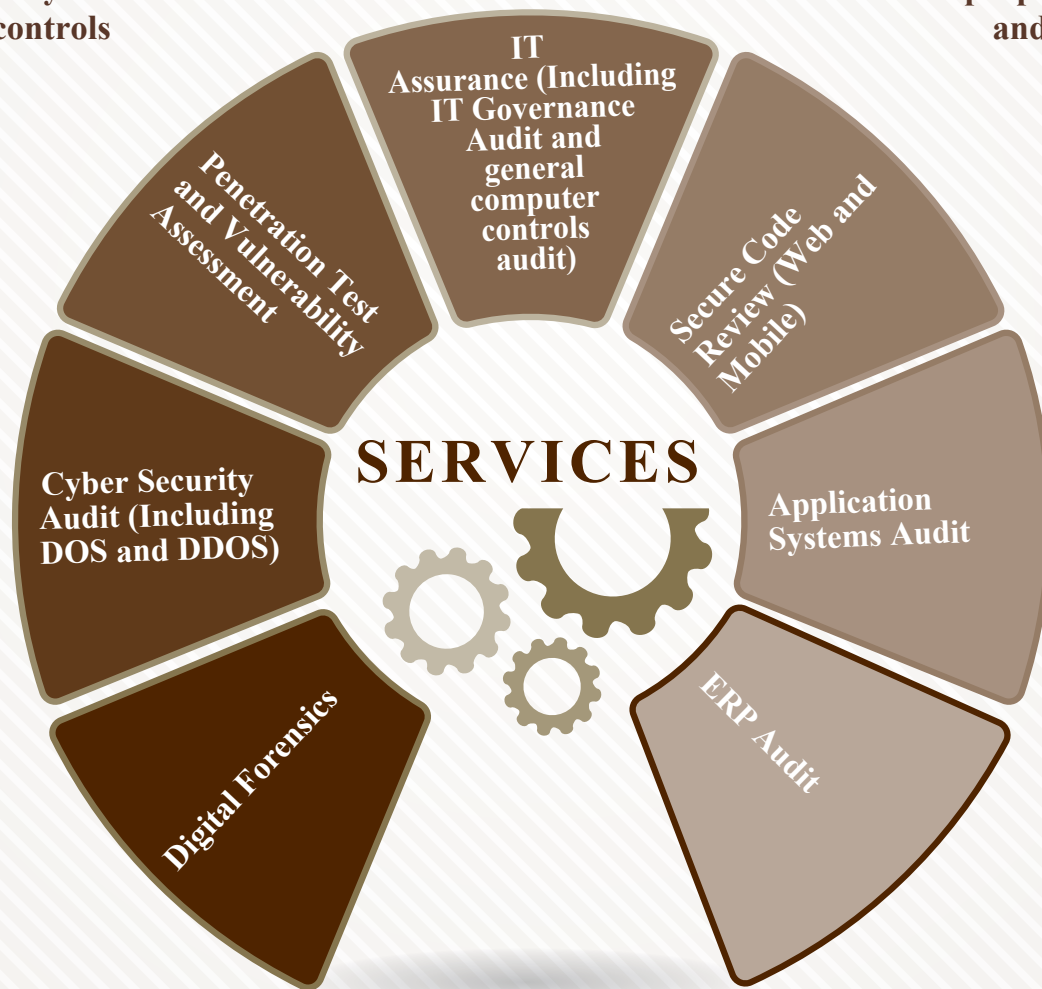 controls
and
IT
Assurance (Including
IT Governance
Audit and
general
computer
controls
audit)
Penetration Test
and Vulnerability
Assessment
Secure Code
Review (Web and
Mobile)
SERVICES
Cyber Security
Audit (Including
DOS and DDOS)
Application
Systems Audit
Digital Forensics
ERP Audit